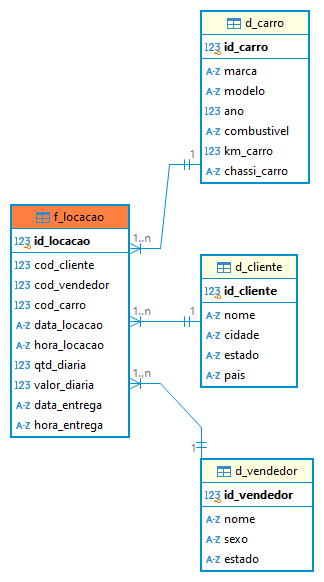 d_carro
123 id_carro
A-Z marca
A-Z modelo
123 ano
A-Z combustivel
123 km_carro
A-Z chassi_carro
1
1..n
f_locacao
123 id_locacao
123 cod_cliente
123 cod_vendedor
123 cod_carro
A-Z data_locacao
A-Z hora_locacao
123 qtd_diaria
123 valor_diaria
A-Z data_entrega
A-Z hora_entrega
d_cliente
123 id_cliente
A-Z nome
A-Z cidade
A-Z estado
A-Z pais
1..n
1
1..n
1
d_vendedor
123 id_vendedor
A-Z nome
A-Z sexo
A-Z estado